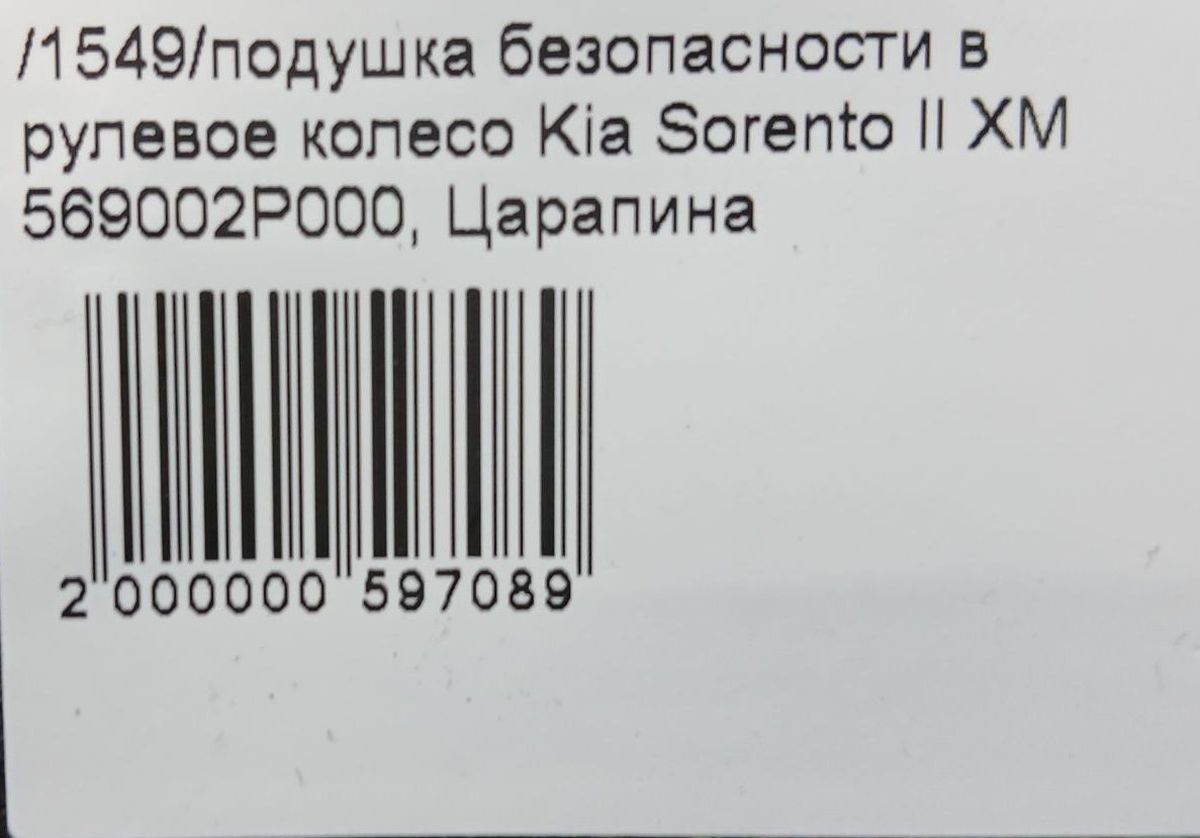 /1549/подушка безопасности в
рулевое колесо Kia Sorento II XM
569002P000, Царапина
2 000000 597089